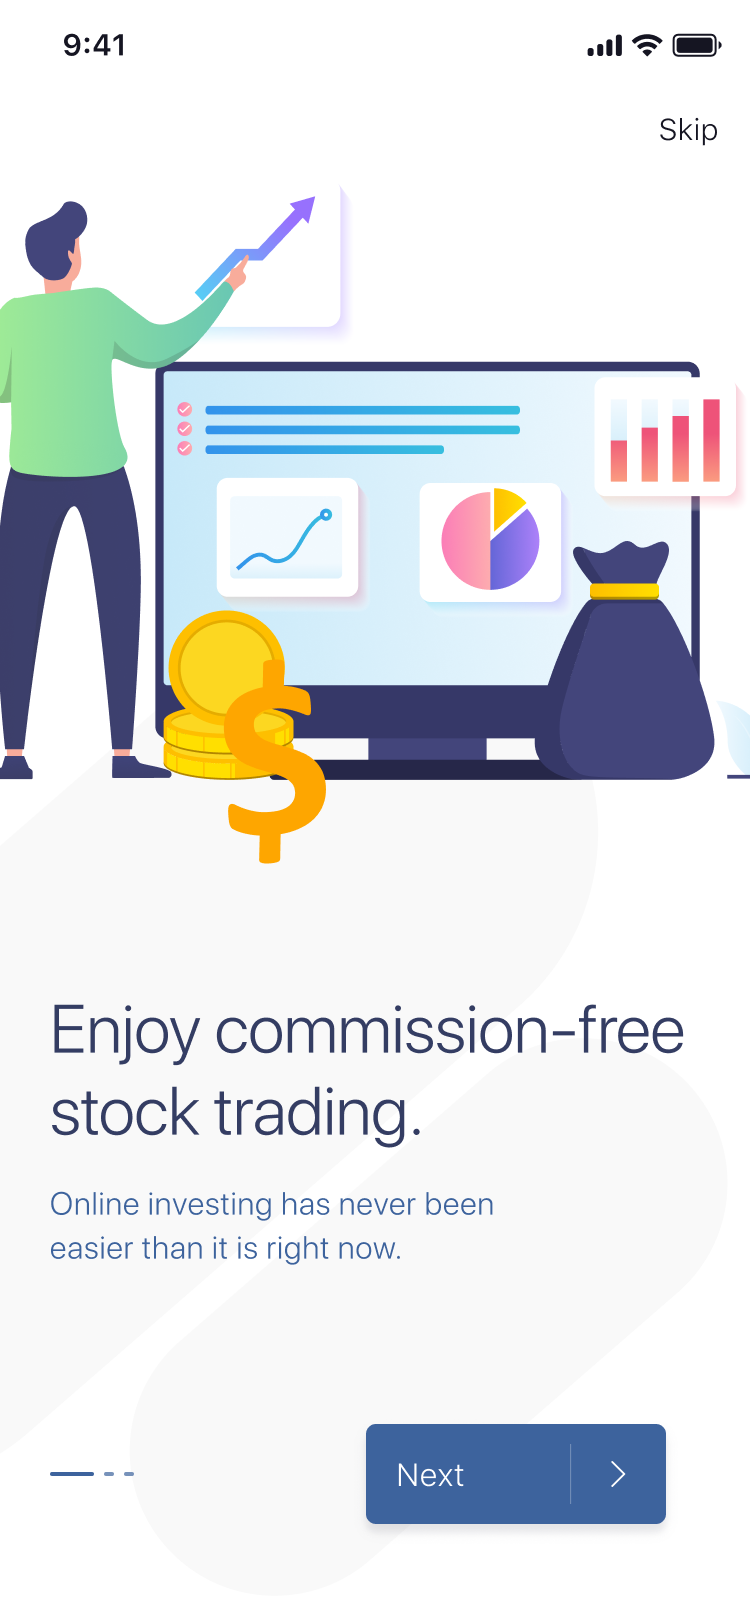 9:41
Skip
$
Enjoy commission-free
stock trading.
Online investing has never been
easier than it is right now.
Next